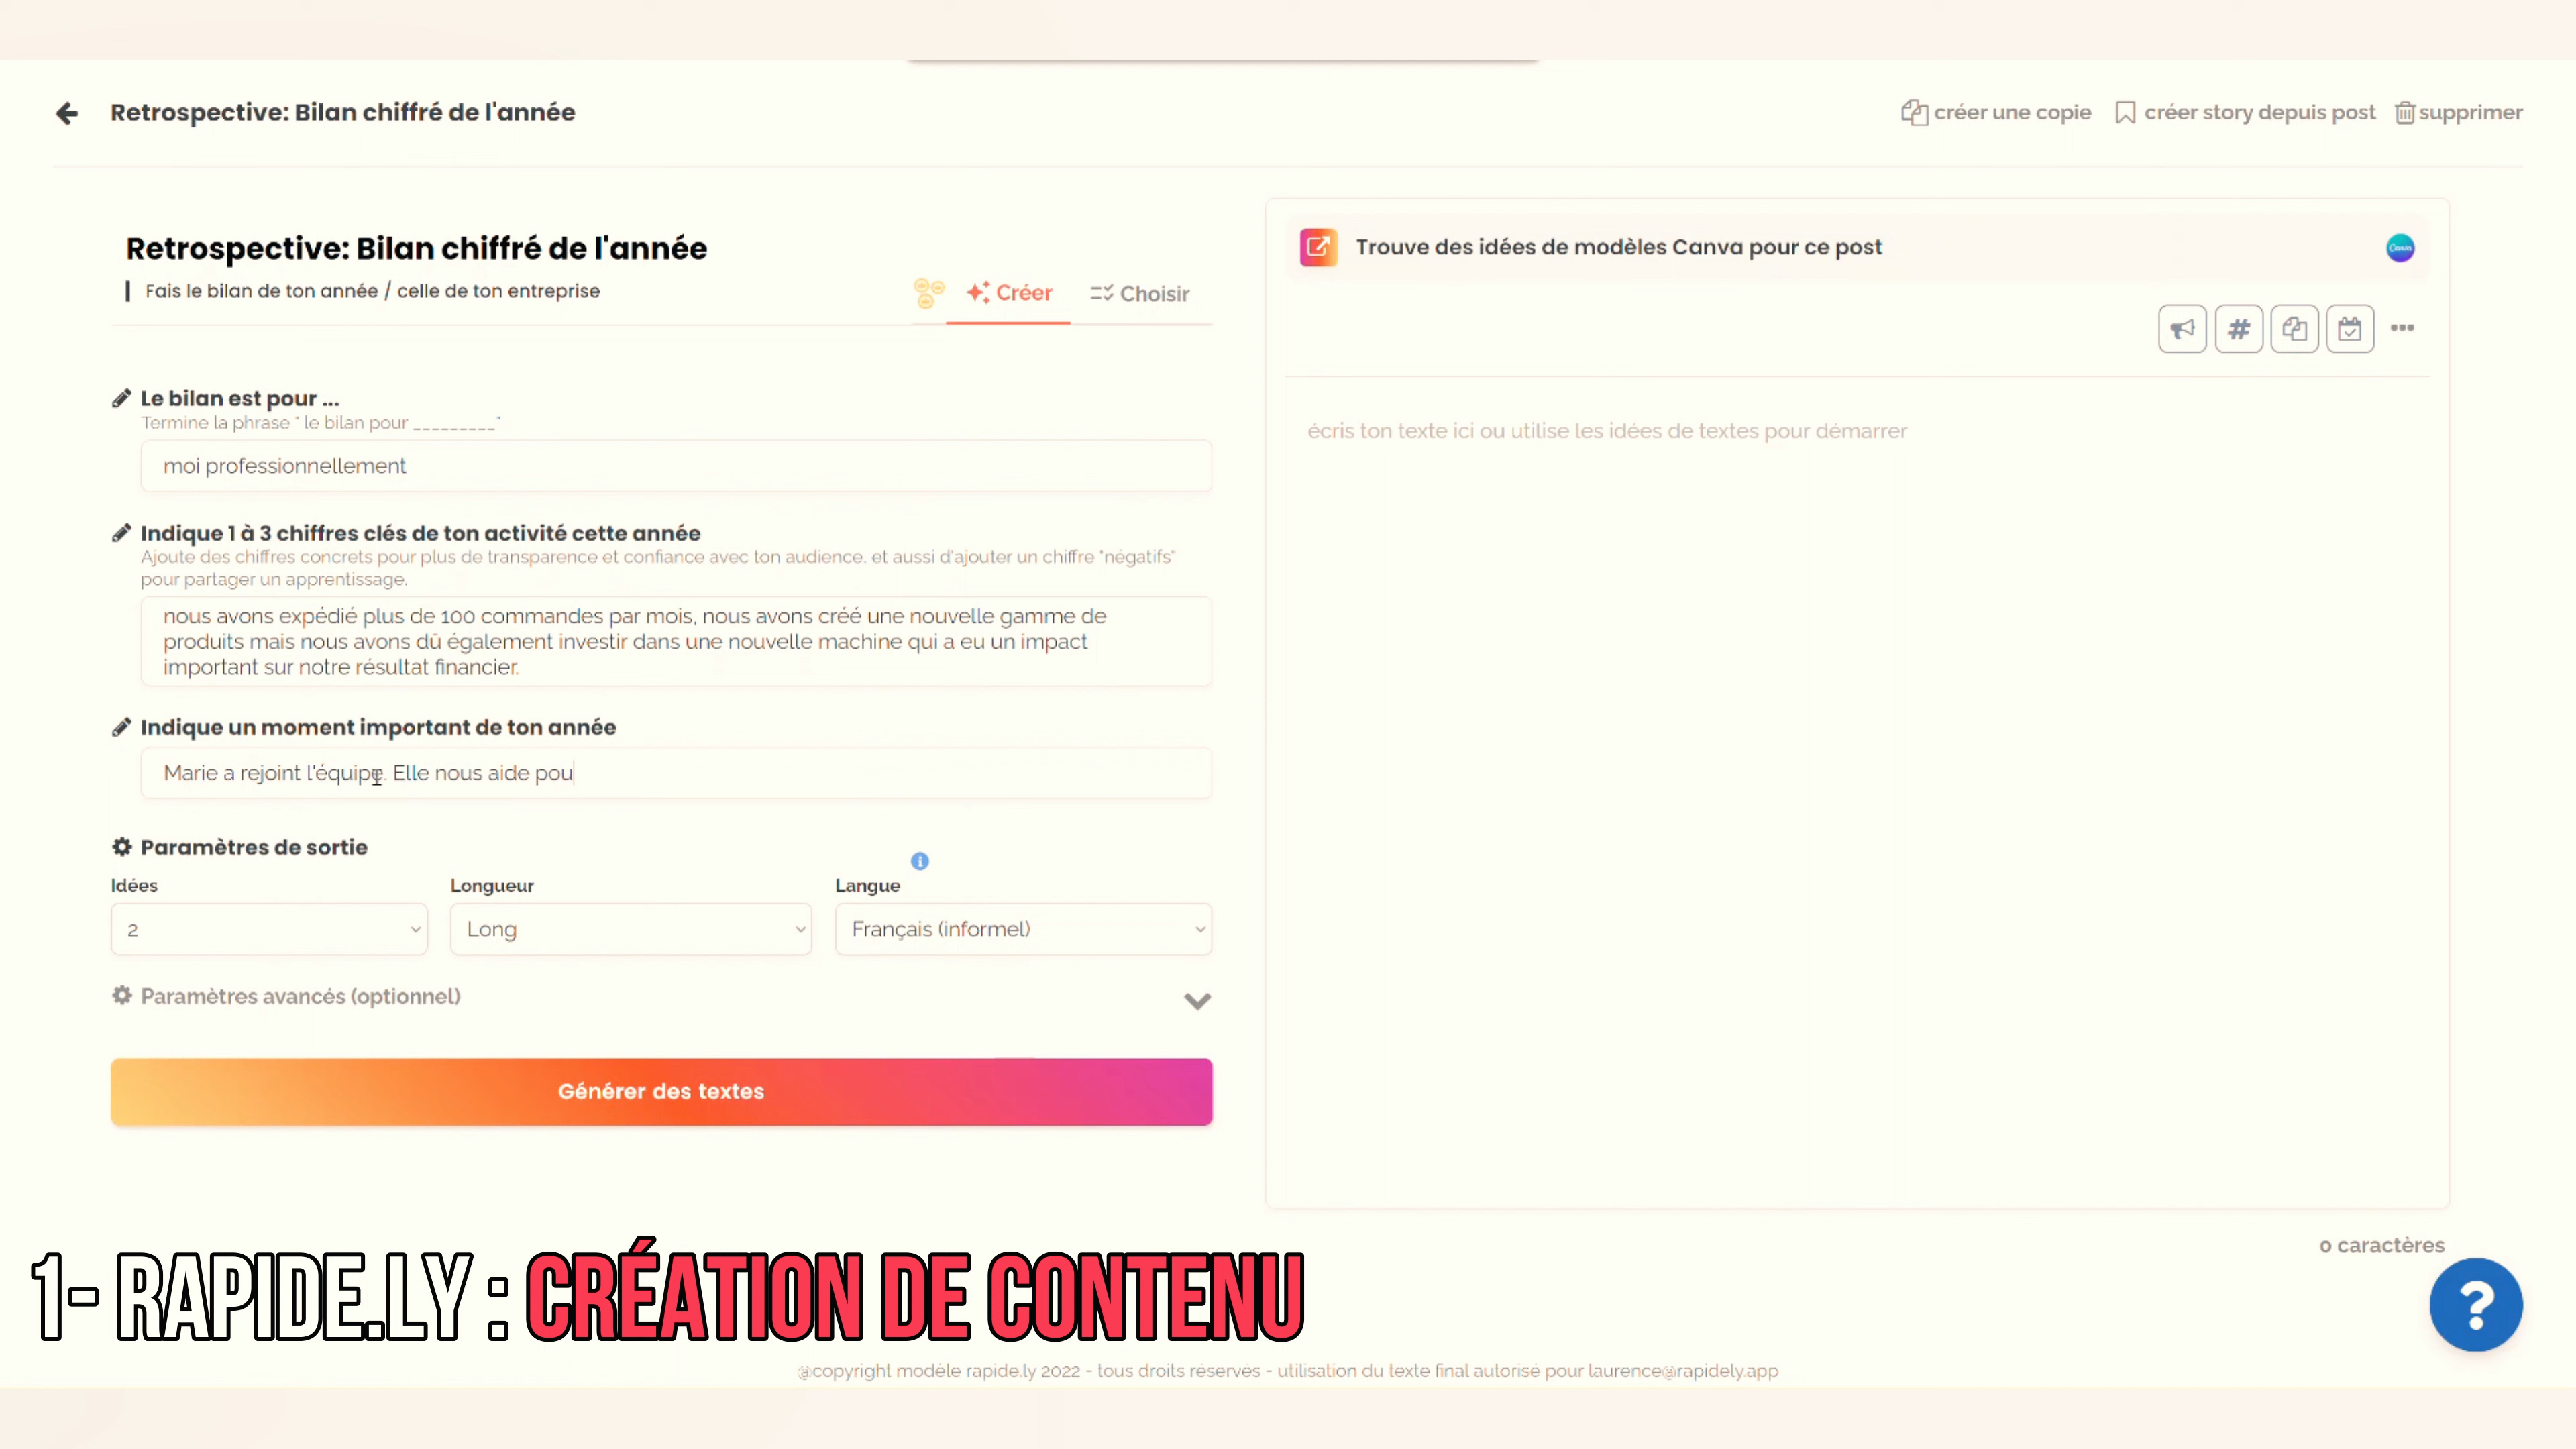 Retrospective: Bilan chiffré de l'année
créer une copie
créer story depuis post
supprimer
Retrospective: Bilan chiffré de l'année
Fais le bilan de ton année / celle de ton entreprise
Créer
Choisir
Le bilan est pour ...
Termine la phrase " le bilan pour _________"
moi professionnellement
Indique 1 à 3 chiffres clés de ton activité cette année
Ajoute des chiffres concrets pour plus de transparence et confiance avec ton audience. et aussi d'ajouter un chiffre "négatifs"
pour partager un apprentissage.
nous avons expédié plus de 100 commandes par mois, nous avons créé une nouvelle gamme de
produits mais nous avons dû également investir dans une nouvelle machine qui a eu un impact
important sur notre résultat financier.
Indique un moment important de ton année
Marie a rejoint l'équipe. Elle nous aide pou
Paramètres de sortie
Idées
Longueur
Langue
2
Long
Français (informel)
Paramètres avancés (optionnel)
Générer des textes
Trouve des idées de modèles Canva pour ce post
Canva
écris ton texte ici ou utilise les idées de textes pour démarrer
0 caractères
1- RAPIDE.LY : CRÉATION DE CONTENU
@copyright modèle rapide.ly 2022 - tous droits réservés - utilisation du texte final autorisé pour laurence@rapidely.app